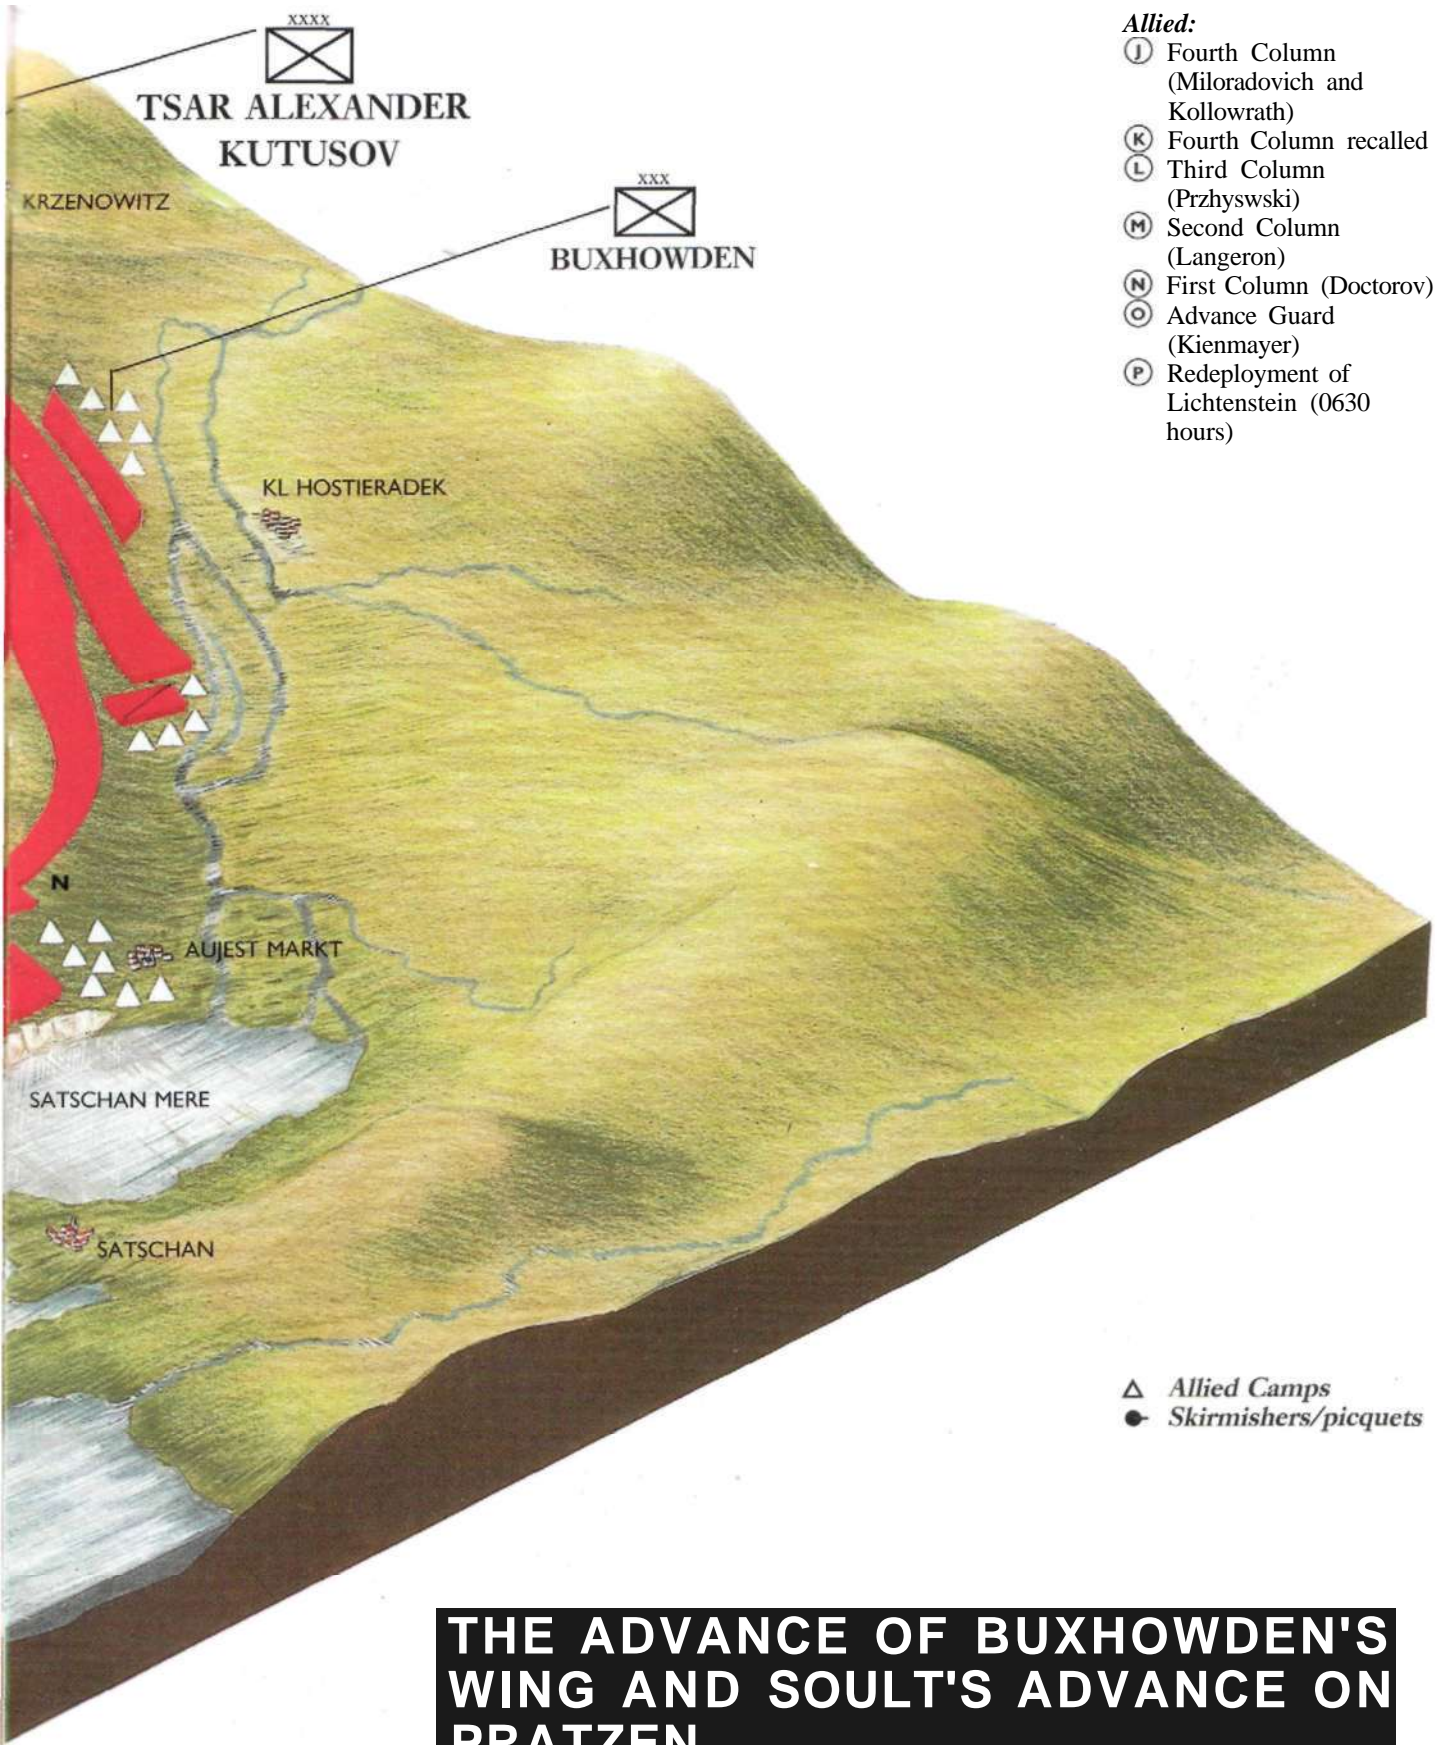 xxxx
TSAR ALEXANDER
KUTUSOV
KRZENOWITZ
xxx
BUXHOWDEN
KL HOSTIERADEK
N
AUJEST MARKT
SATSCHAN MERE
SATSCHAN
Allied:
J Fourth Column
(Miloradovich and
Kollowrath)
K Fourth Column recalled
L Third Column
(Przhyswski)
M Second Column
(Langeron)
N First Column (Doctorov)
O Advance Guard
(Kienmayer)
P Redeployment of
Lichtenstein (0630
hours)
Allied Camps
Skirmishers/picquets
THE ADVANCE OF BUXHOWDEN'S
WING AND SOULT'S ADVANCE ON
PRATZEN